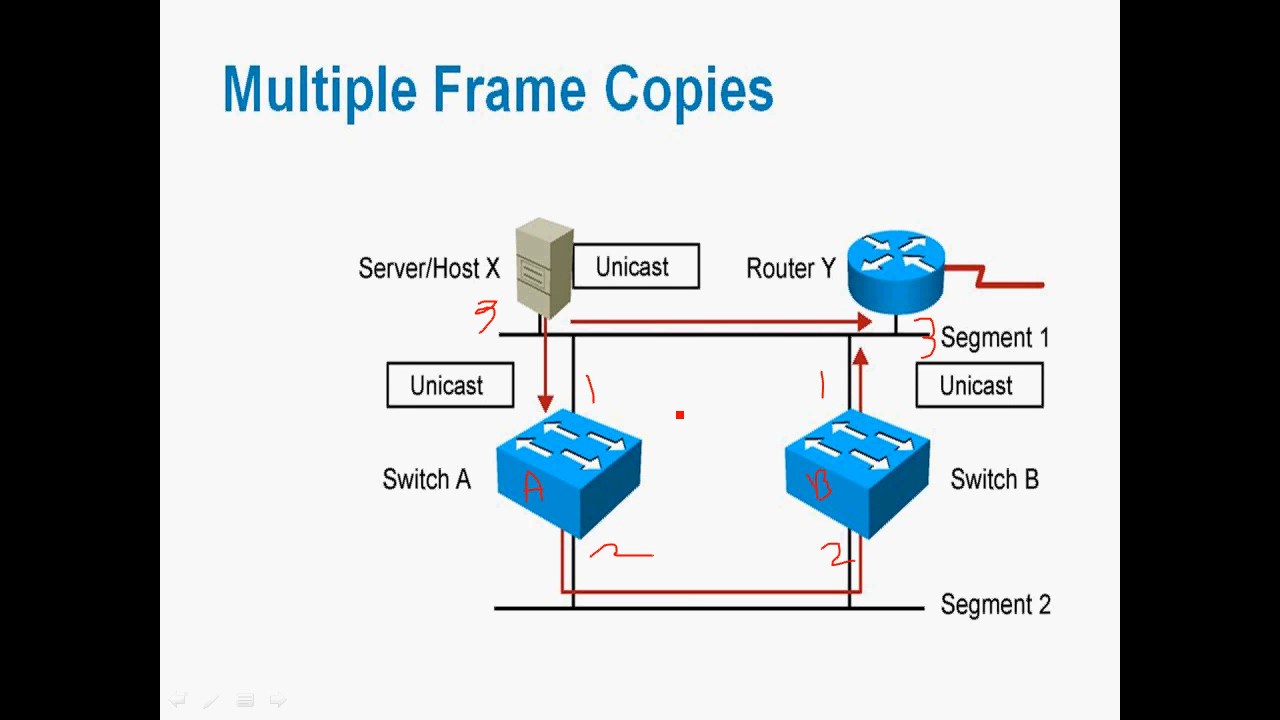 Multiple Frame Copies
Server/Host X
Unicast
Router Y
3
3
Segment 1
Unicast
1
1
Unicast
Switch A
A
B
Switch B
2
2
Segment 2